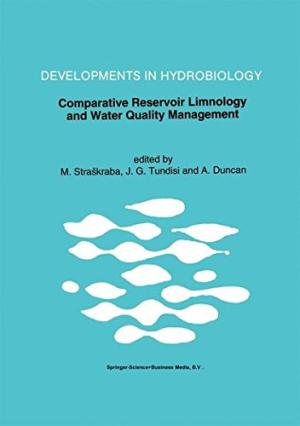 DEVELOPMENTS IN HYDROBIOLOGY
Comparative Reservoir Limnology
and Water Quality Management
edited by
M. Straškraba, J. G. Tundisi and A. Duncan
Springer-Science+Business Media, B.V.